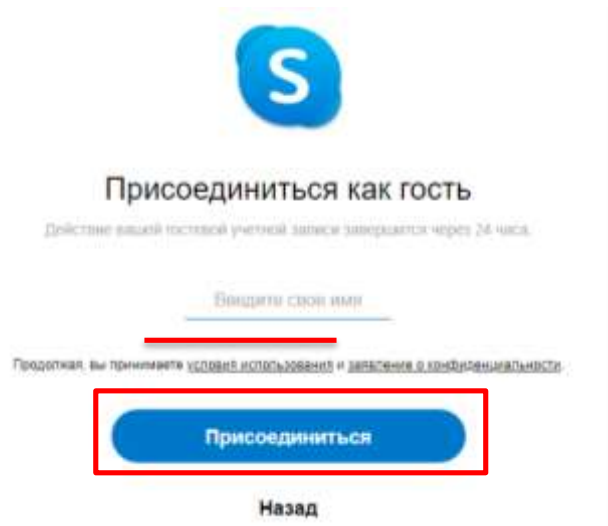 S
Присоединиться как гость
Действие вашей гостевой учетной записи завершится через 24 часа.
Введите свое имя
Продолжая, вы принимаете условия использования и заявление о конфиденциальности.
Присоединиться
Назад